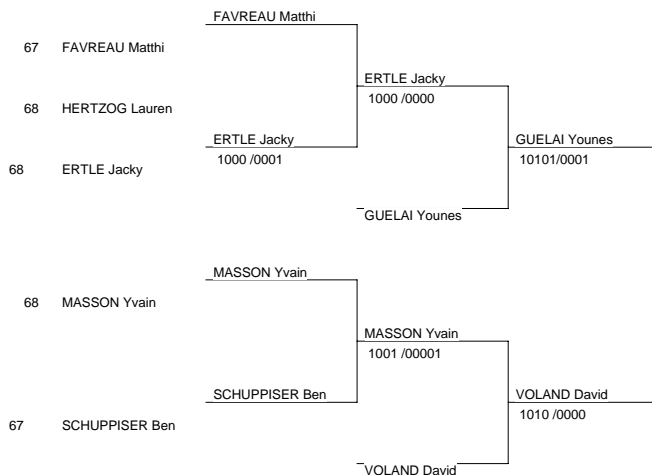 FAVREAU Matthi
67 FAVREAU Matthi
ERTLE Jacky
1000 /0000
68 HERTZOG Lauren
ERTLE Jacky
1000 /0001
GUELAI Younes
10101/0001
68 ERTLE Jacky
GUELAI Younes
MASSON Yvain
68 MASSON Yvain
MASSON Yvain
1001 /00001
SCHUPPISER Ben
VOLAND David
1010 /0000
67 SCHUPPISER Ben
VOLAND David